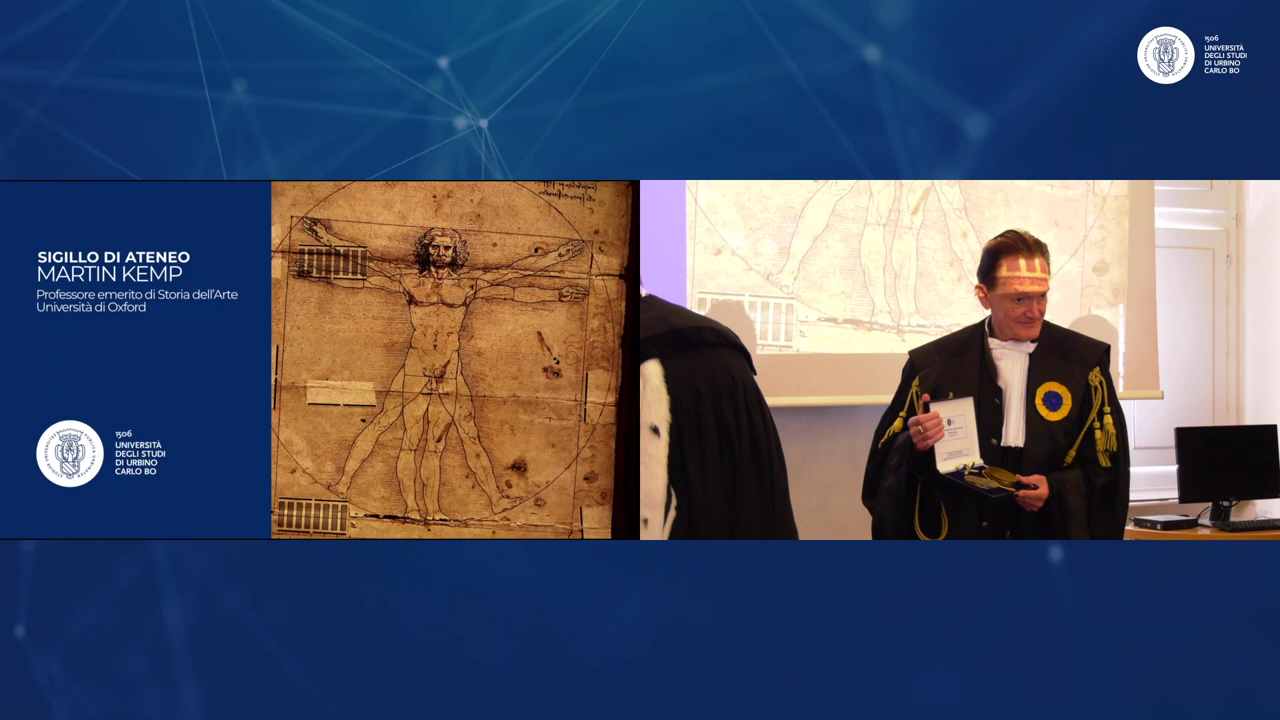 1506
UNIVERSITÀ
DEGLI STUDI
DI URBINO
CARLO BO
SIGILLO DI ATENEO
MARTIN KEMP
Professore emerito di Storia dell'Arte
Università di Oxford
1506
UNIVERSITÀ
DEGLI STUDI
DI URBINO
CARLO BO